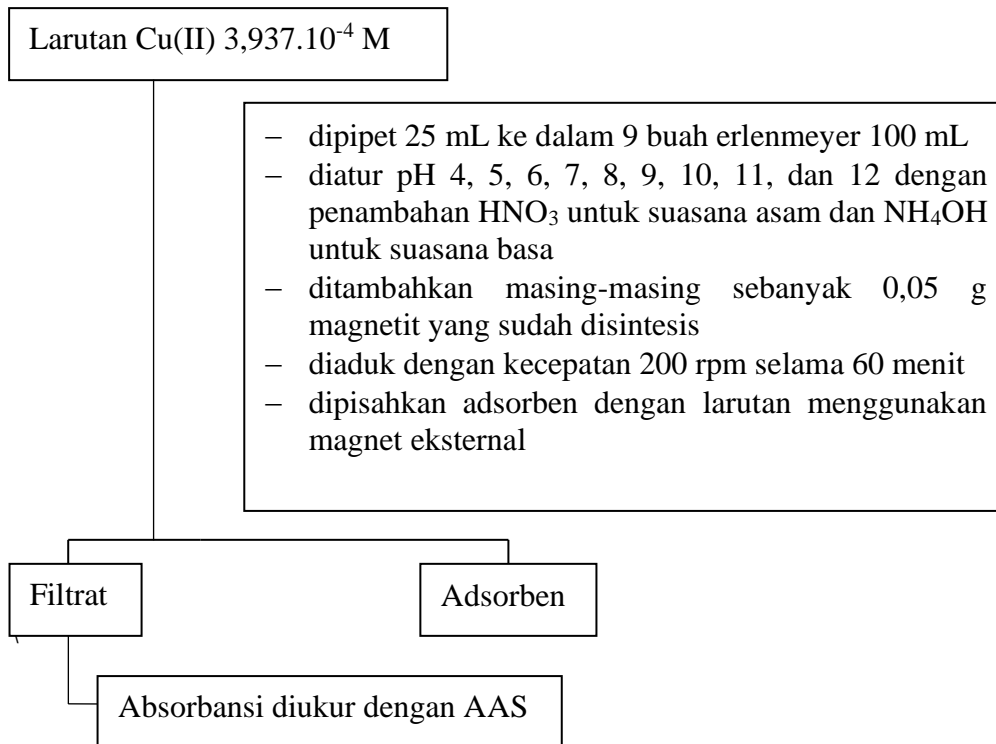 Larutan Cu(II) 3,937.10⁻⁴ M
– dipipet 25 mL ke dalam 9 buah erlenmeyer 100 mL
– diatur pH 4, 5, 6, 7, 8, 9, 10, 11, dan 12 dengan
penambahan HNO₃ untuk suasana asam dan NH₄OH
untuk suasana basa
– ditambahkan masing-masing sebanyak 0,05 g
magnetit yang sudah disintesis
– diaduk dengan kecepatan 200 rpm selama 60 menit
– dipisahkan adsorben dengan larutan menggunakan
magnet eksternal
Filtrat
Adsorben
Absorbansi diukur dengan AAS